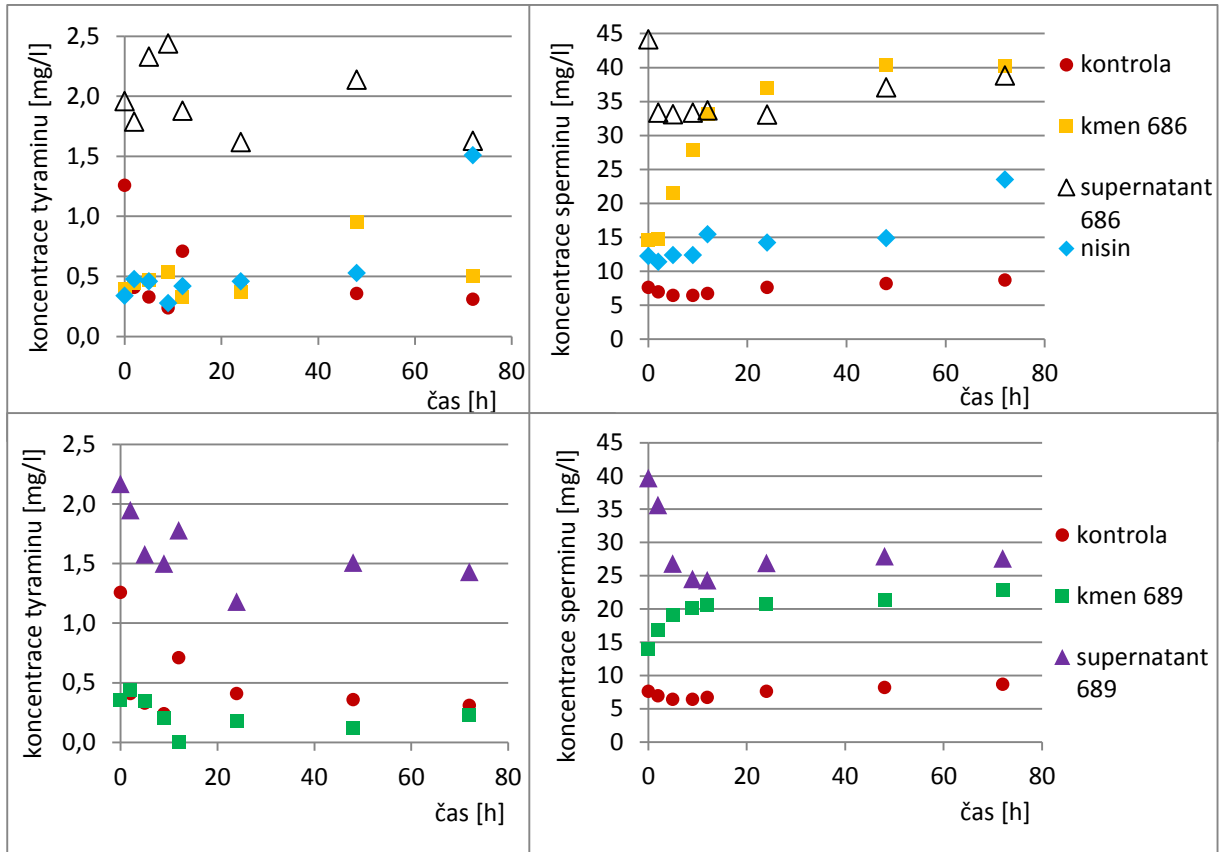 koncentrace tyraminu [mg/l]
2,5
2,0
1,5
1,0
0,5
0,0
0 20 40 60 80
čas [h]
koncentrace sperminu [mg/l]
45
40
35
30
25
20
15
10
5
0
0 20 40 60 80
čas [h]
kontrola
kmen 686
supernatant
686
nisin
koncentrace tyraminu [mg/l]
2,5
2,0
1,5
1,0
0,5
0,0
0 20 40 60 80
čas [h]
koncentrace sperminu [mg/l]
45
40
35
30
25
20
15
10
5
0
0 20 40 60 80
čas [h]
kontrola
kmen 689
supernatant
689